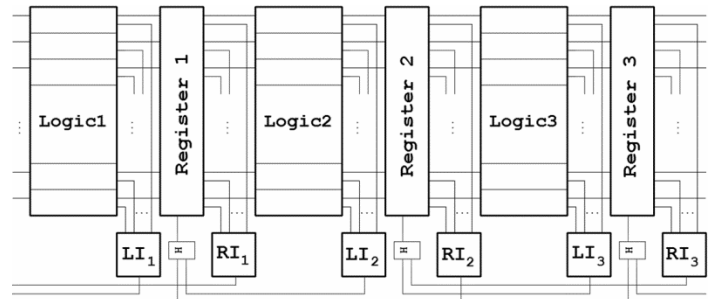 Logic1
Register 1
Logic2
Register 2
Logic3
Register 3
LI1
H
RI1
LI2
H
RI2
LI3
H
RI3